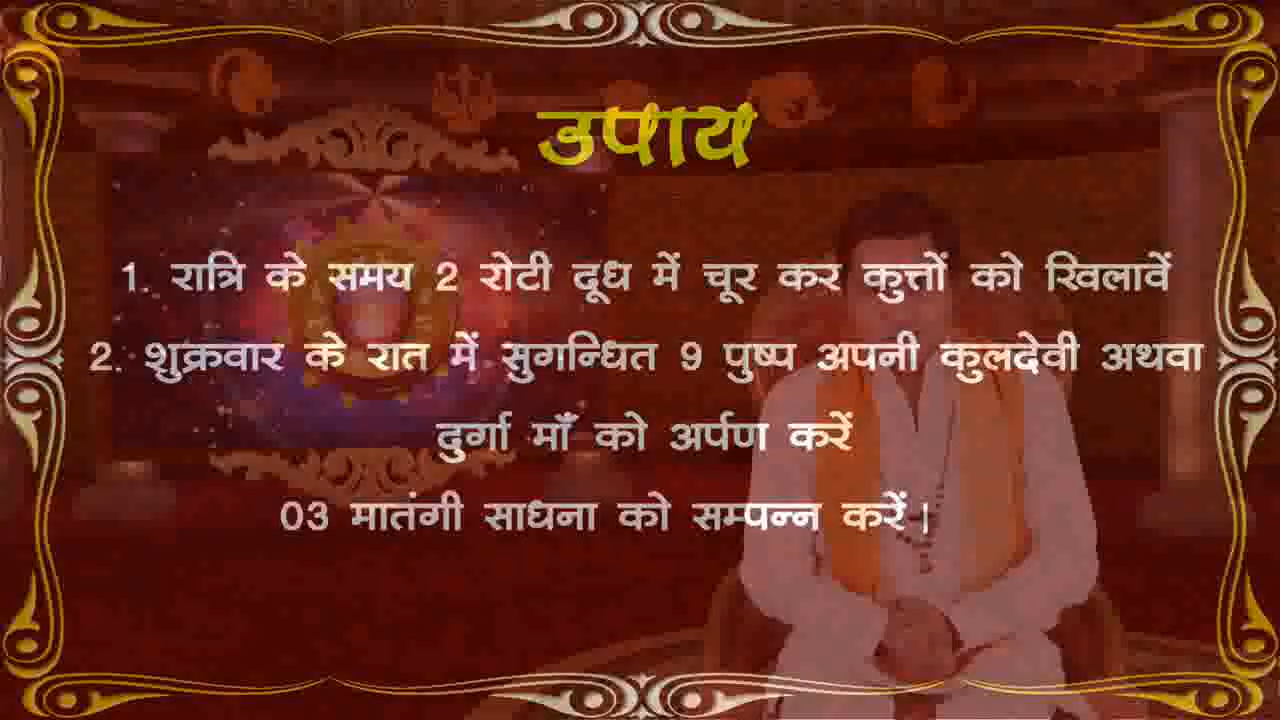 उपाय
1. रात्रि के समय 2 रोटी दूध में चूर कर कुत्तों को खिलावें
2. शुक्रवार के रात में सुगन्धित 9 पुष्प अपनी कुलदेवी अथवा
दुर्गा माँ को अर्पण करें
03 मातंगी साधना को सम्पन्न करें|